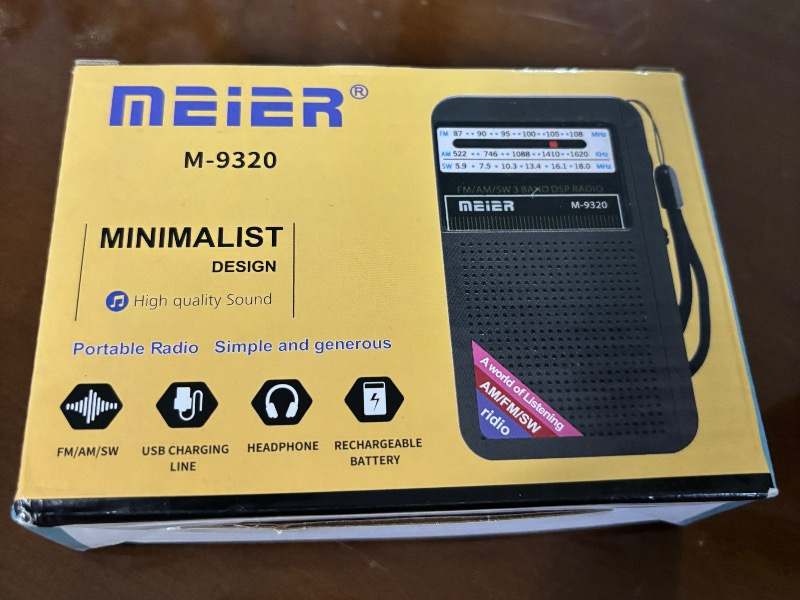 MEIER®
M-9320
MINIMALIST
DESIGN
High quality Sound
Portable Radio Simple and generous
FM/AM/SW
USB CHARGING
LINE
HEADPHONE
RECHARGEABLE
BATTERY
FM 87 •• 90 •• 95 •• 100 •• 105 •• 108 MHz
AM 522 •• 746 •• 1088 •• 1410 •• 1620 KHz
SW 5.9 • 7.5 • 10.3 • 13.4 • 16.1 • 18.0 MHz
FM/AM/SW 3 BAND DSP RADIO
MEIER M-9320
A world of Listening
AM/FM/SW
ridio